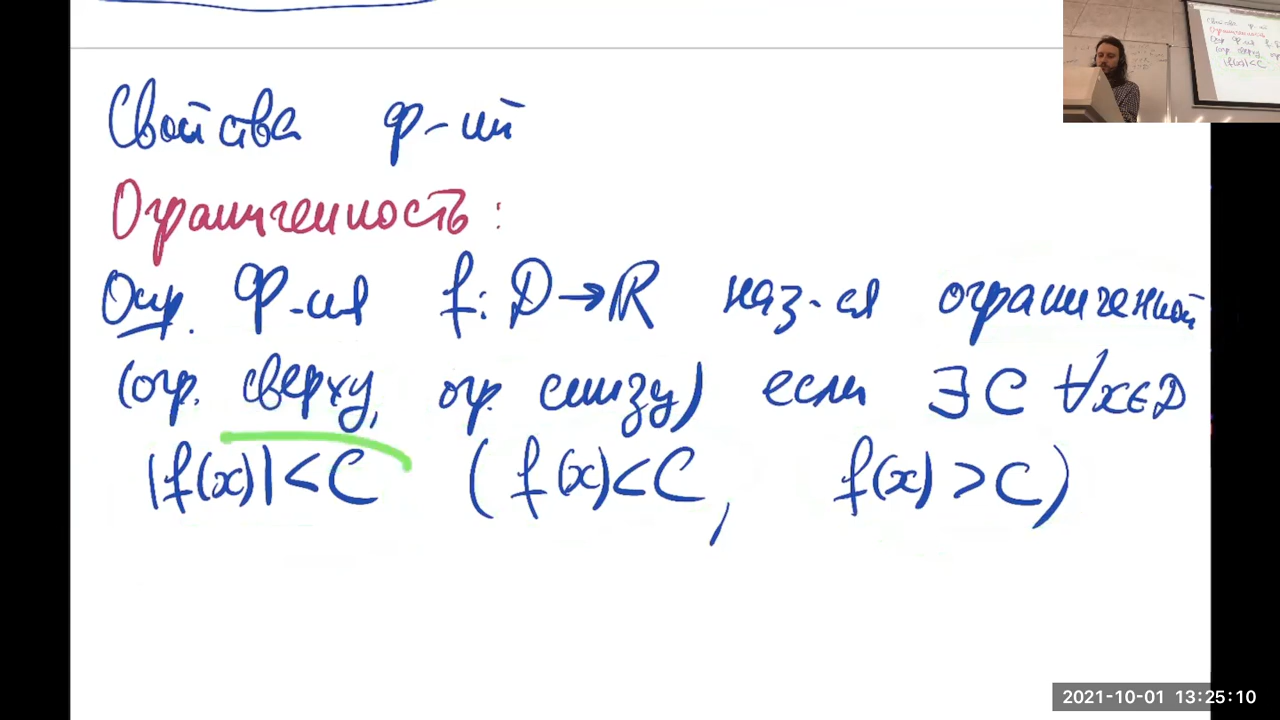 Свойства ф-ий
Ограниченность:
Опр. Ф-ия f: D→ℝ наз-ся ограниченной
(огр. сверху, огр. снизу) если ∃ C ∀x∈D
|f(x)|<C (f(x)<C, f(x)>C)
2021-10-01 13:25:10